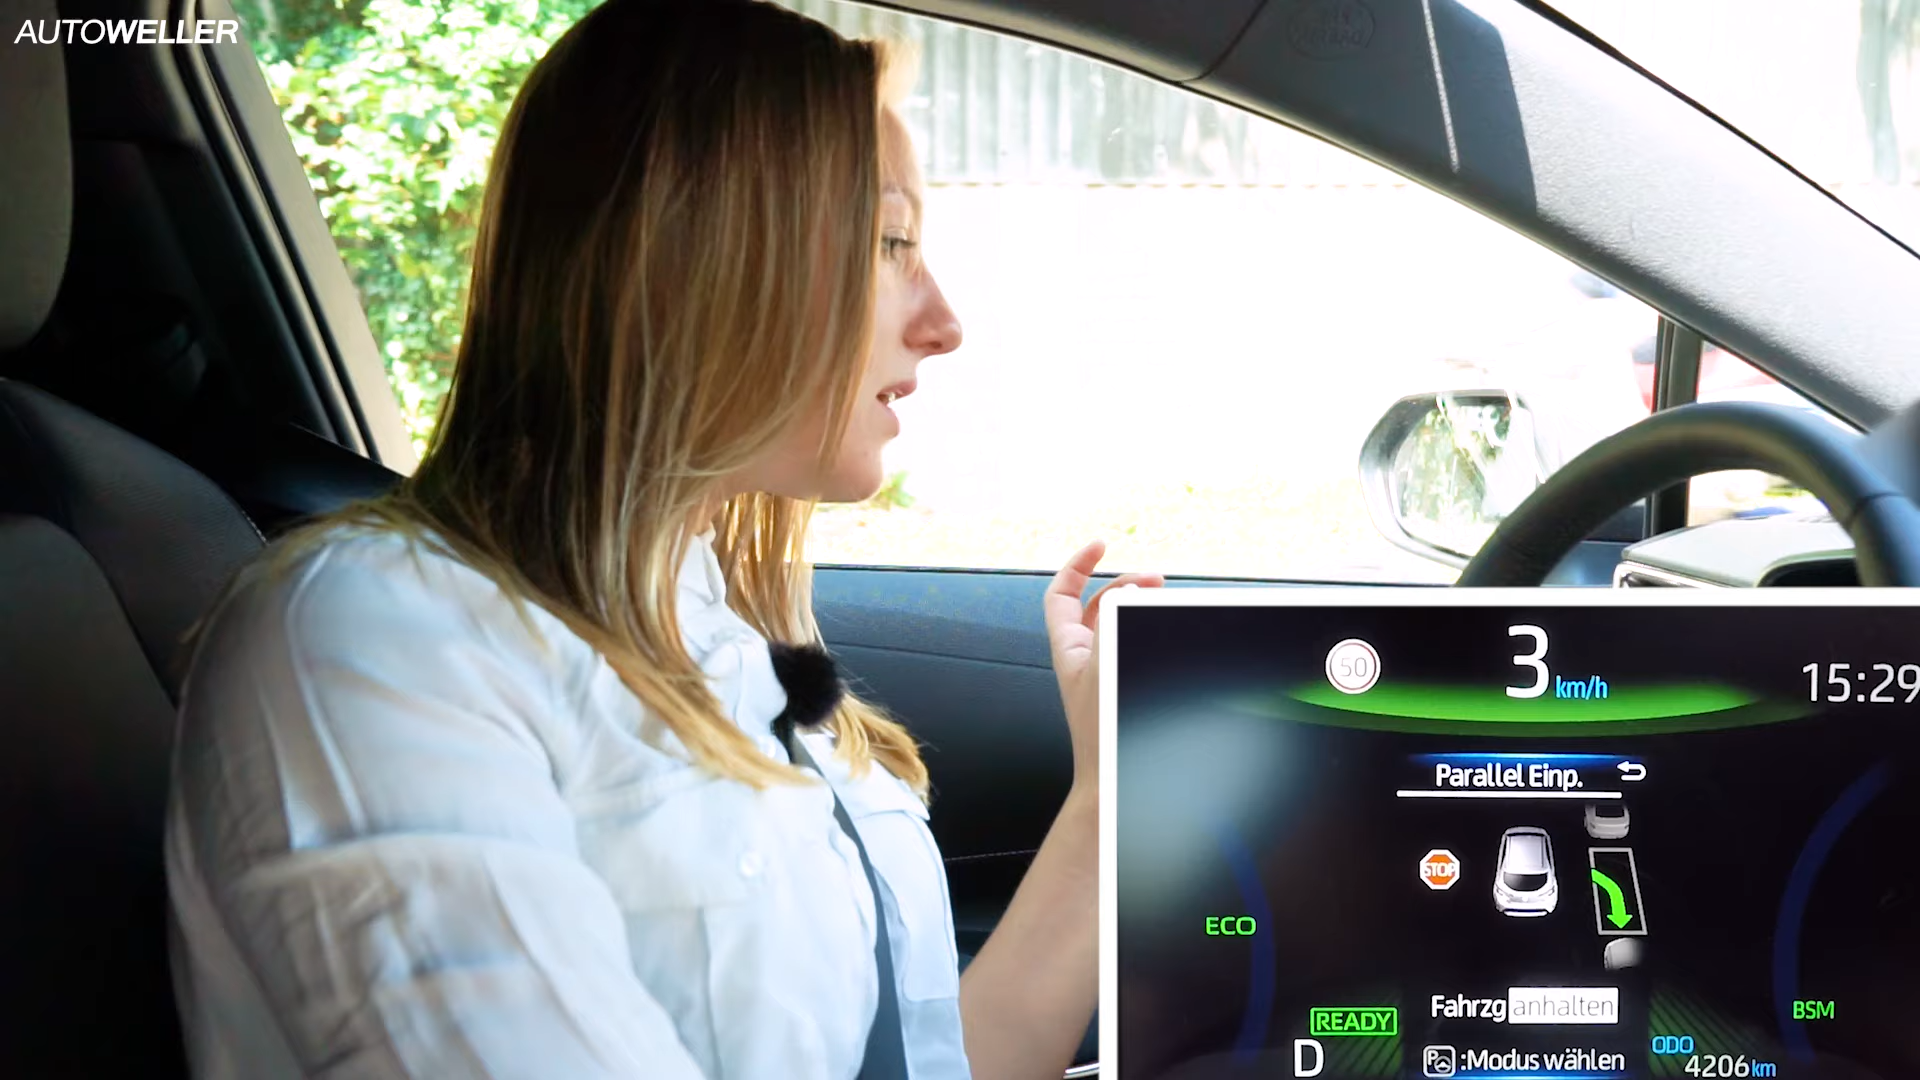 AUTOWELLER
50
3 km/h
15:29
Parallel Einp.
STOP
ECO
Fahrzg anhalten
READY
BSM
D
P :Modus wählen
ODO
4206 km